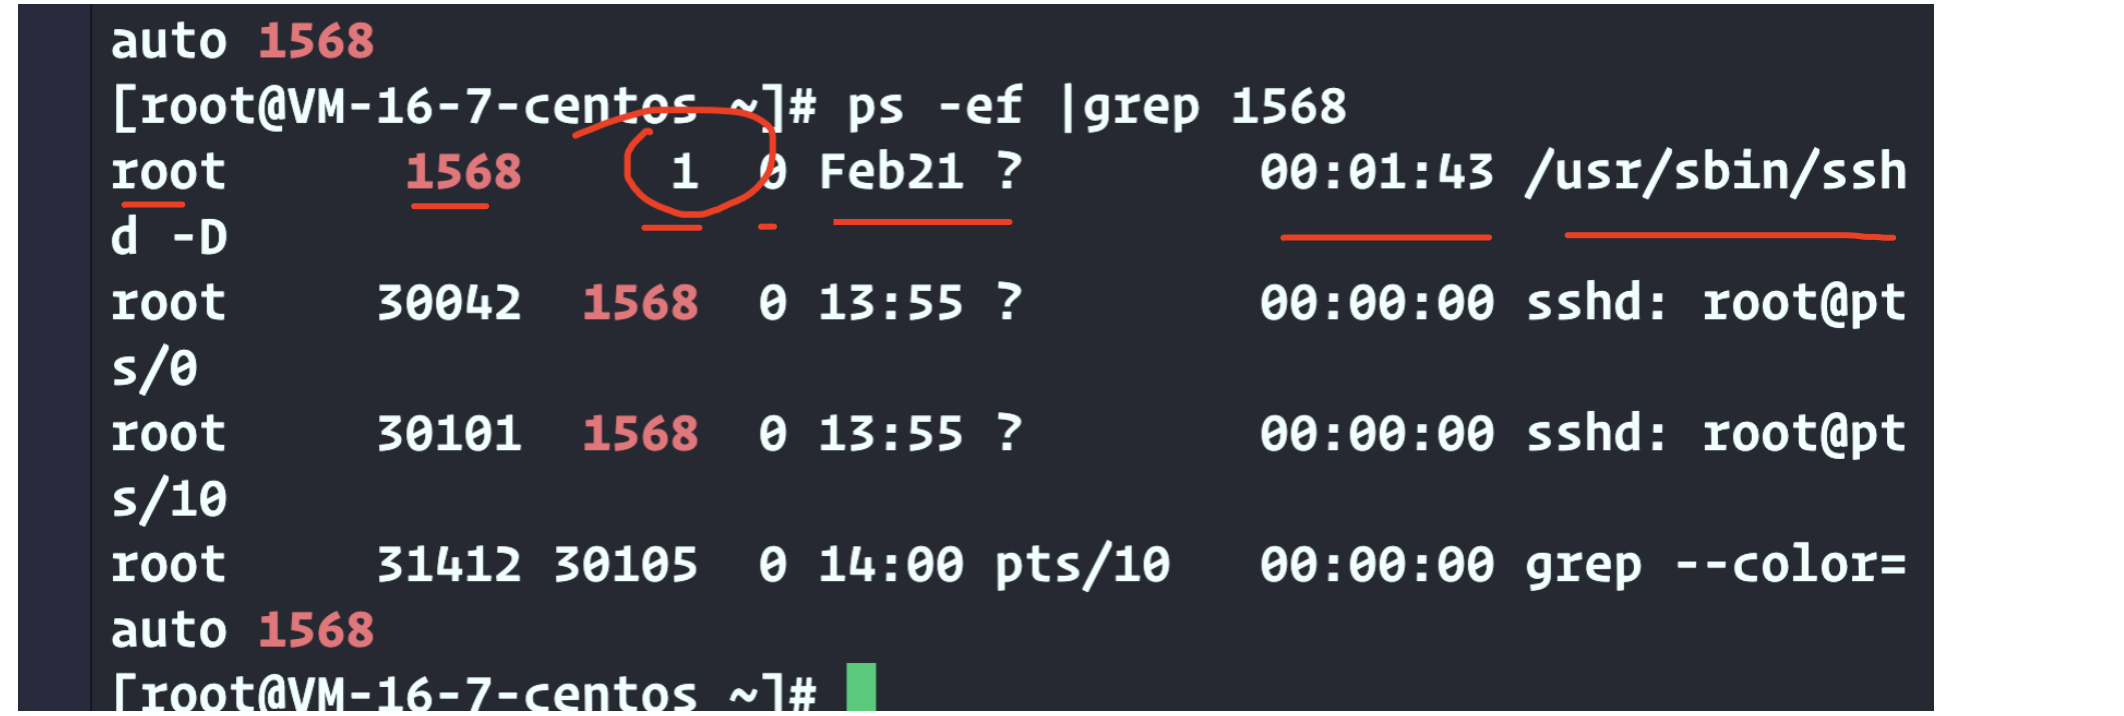 auto 1568
[root@VM-16-7-centos ~]# ps -ef |grep 1568
root      1568     1  0 Feb21 ?        00:01:43 /usr/sbin/ssh
d -D
root     30042  1568  0 13:55 ?        00:00:00 sshd: root@pt
s/0
root     30101  1568  0 13:55 ?        00:00:00 sshd: root@pt
s/10
root     31412 30105  0 14:00 pts/10   00:00:00 grep --color=
auto 1568
[root@VM-16-7-centos ~]#